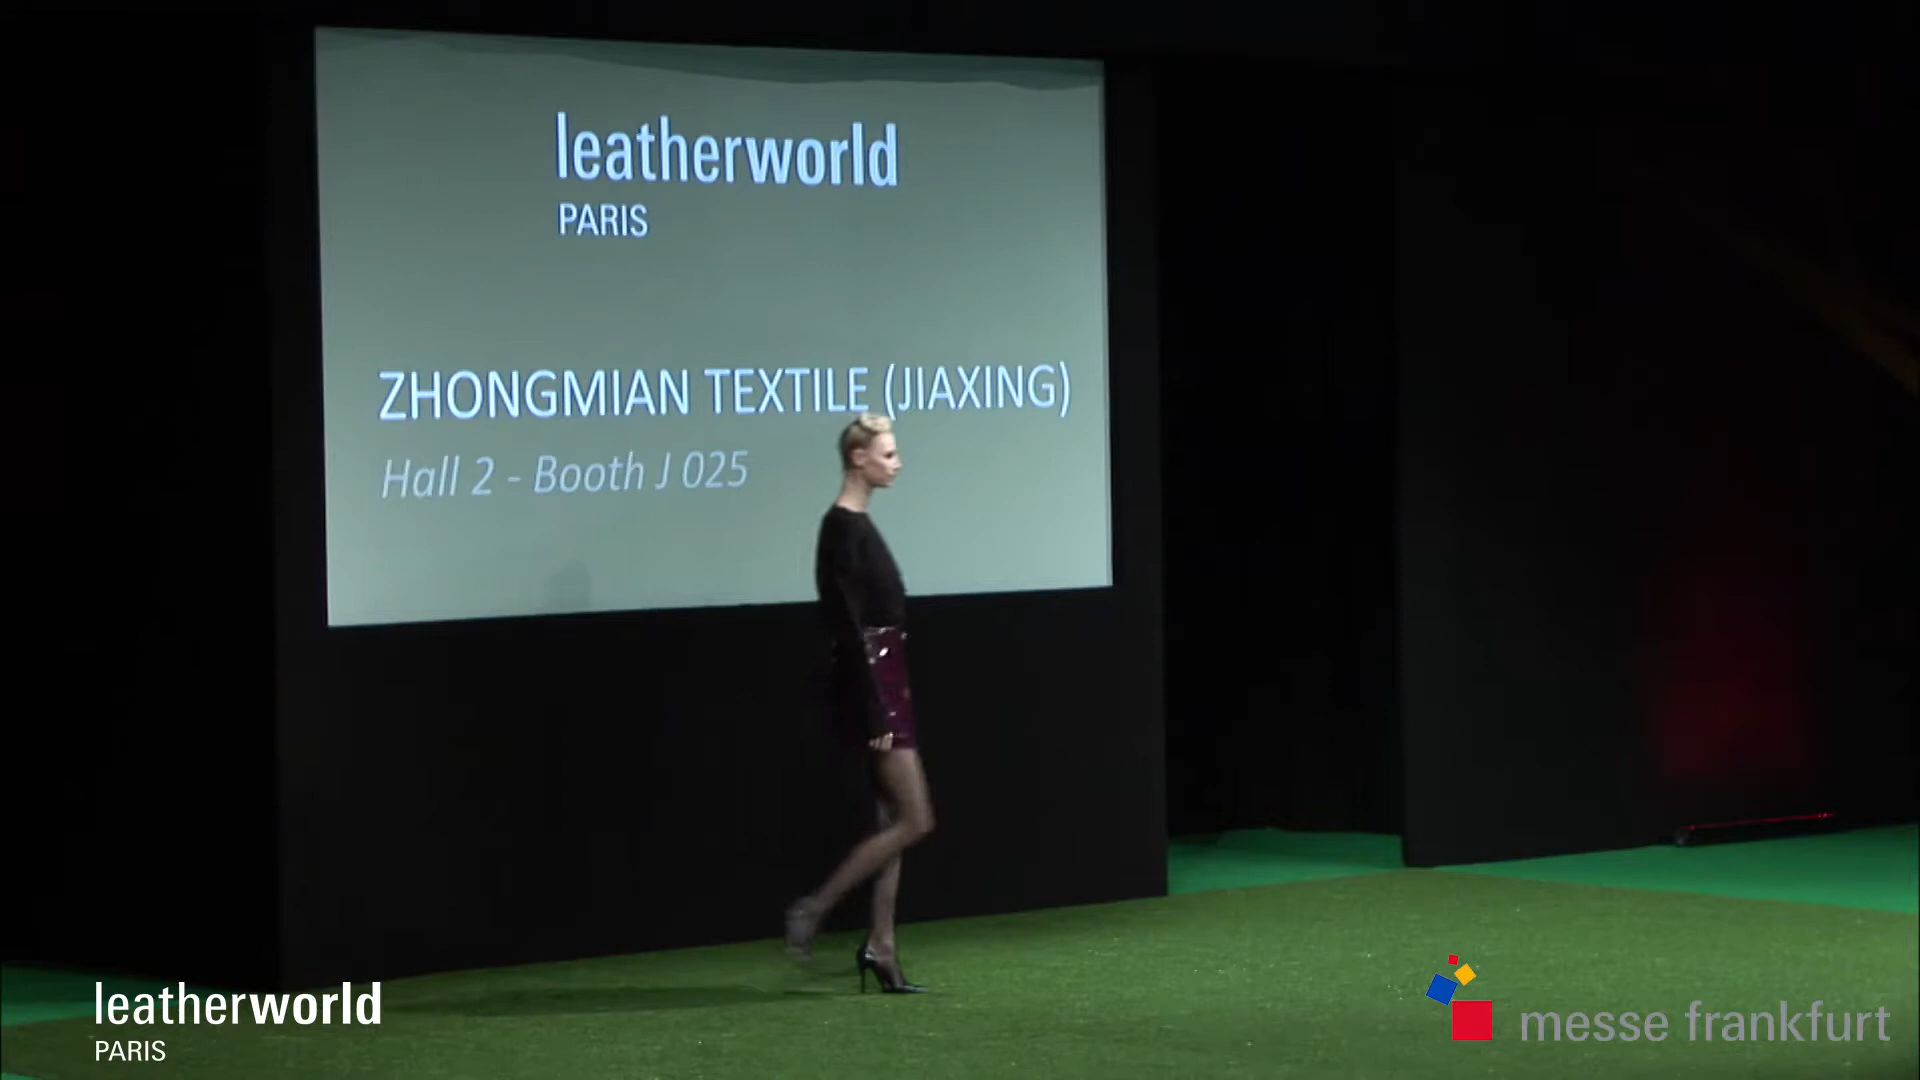 leatherworld
PARIS
ZHONGMIAN TEXTILE (JIAXING)
Hall 2 - Booth J 025
leatherworld
PARIS
messe frankfurt